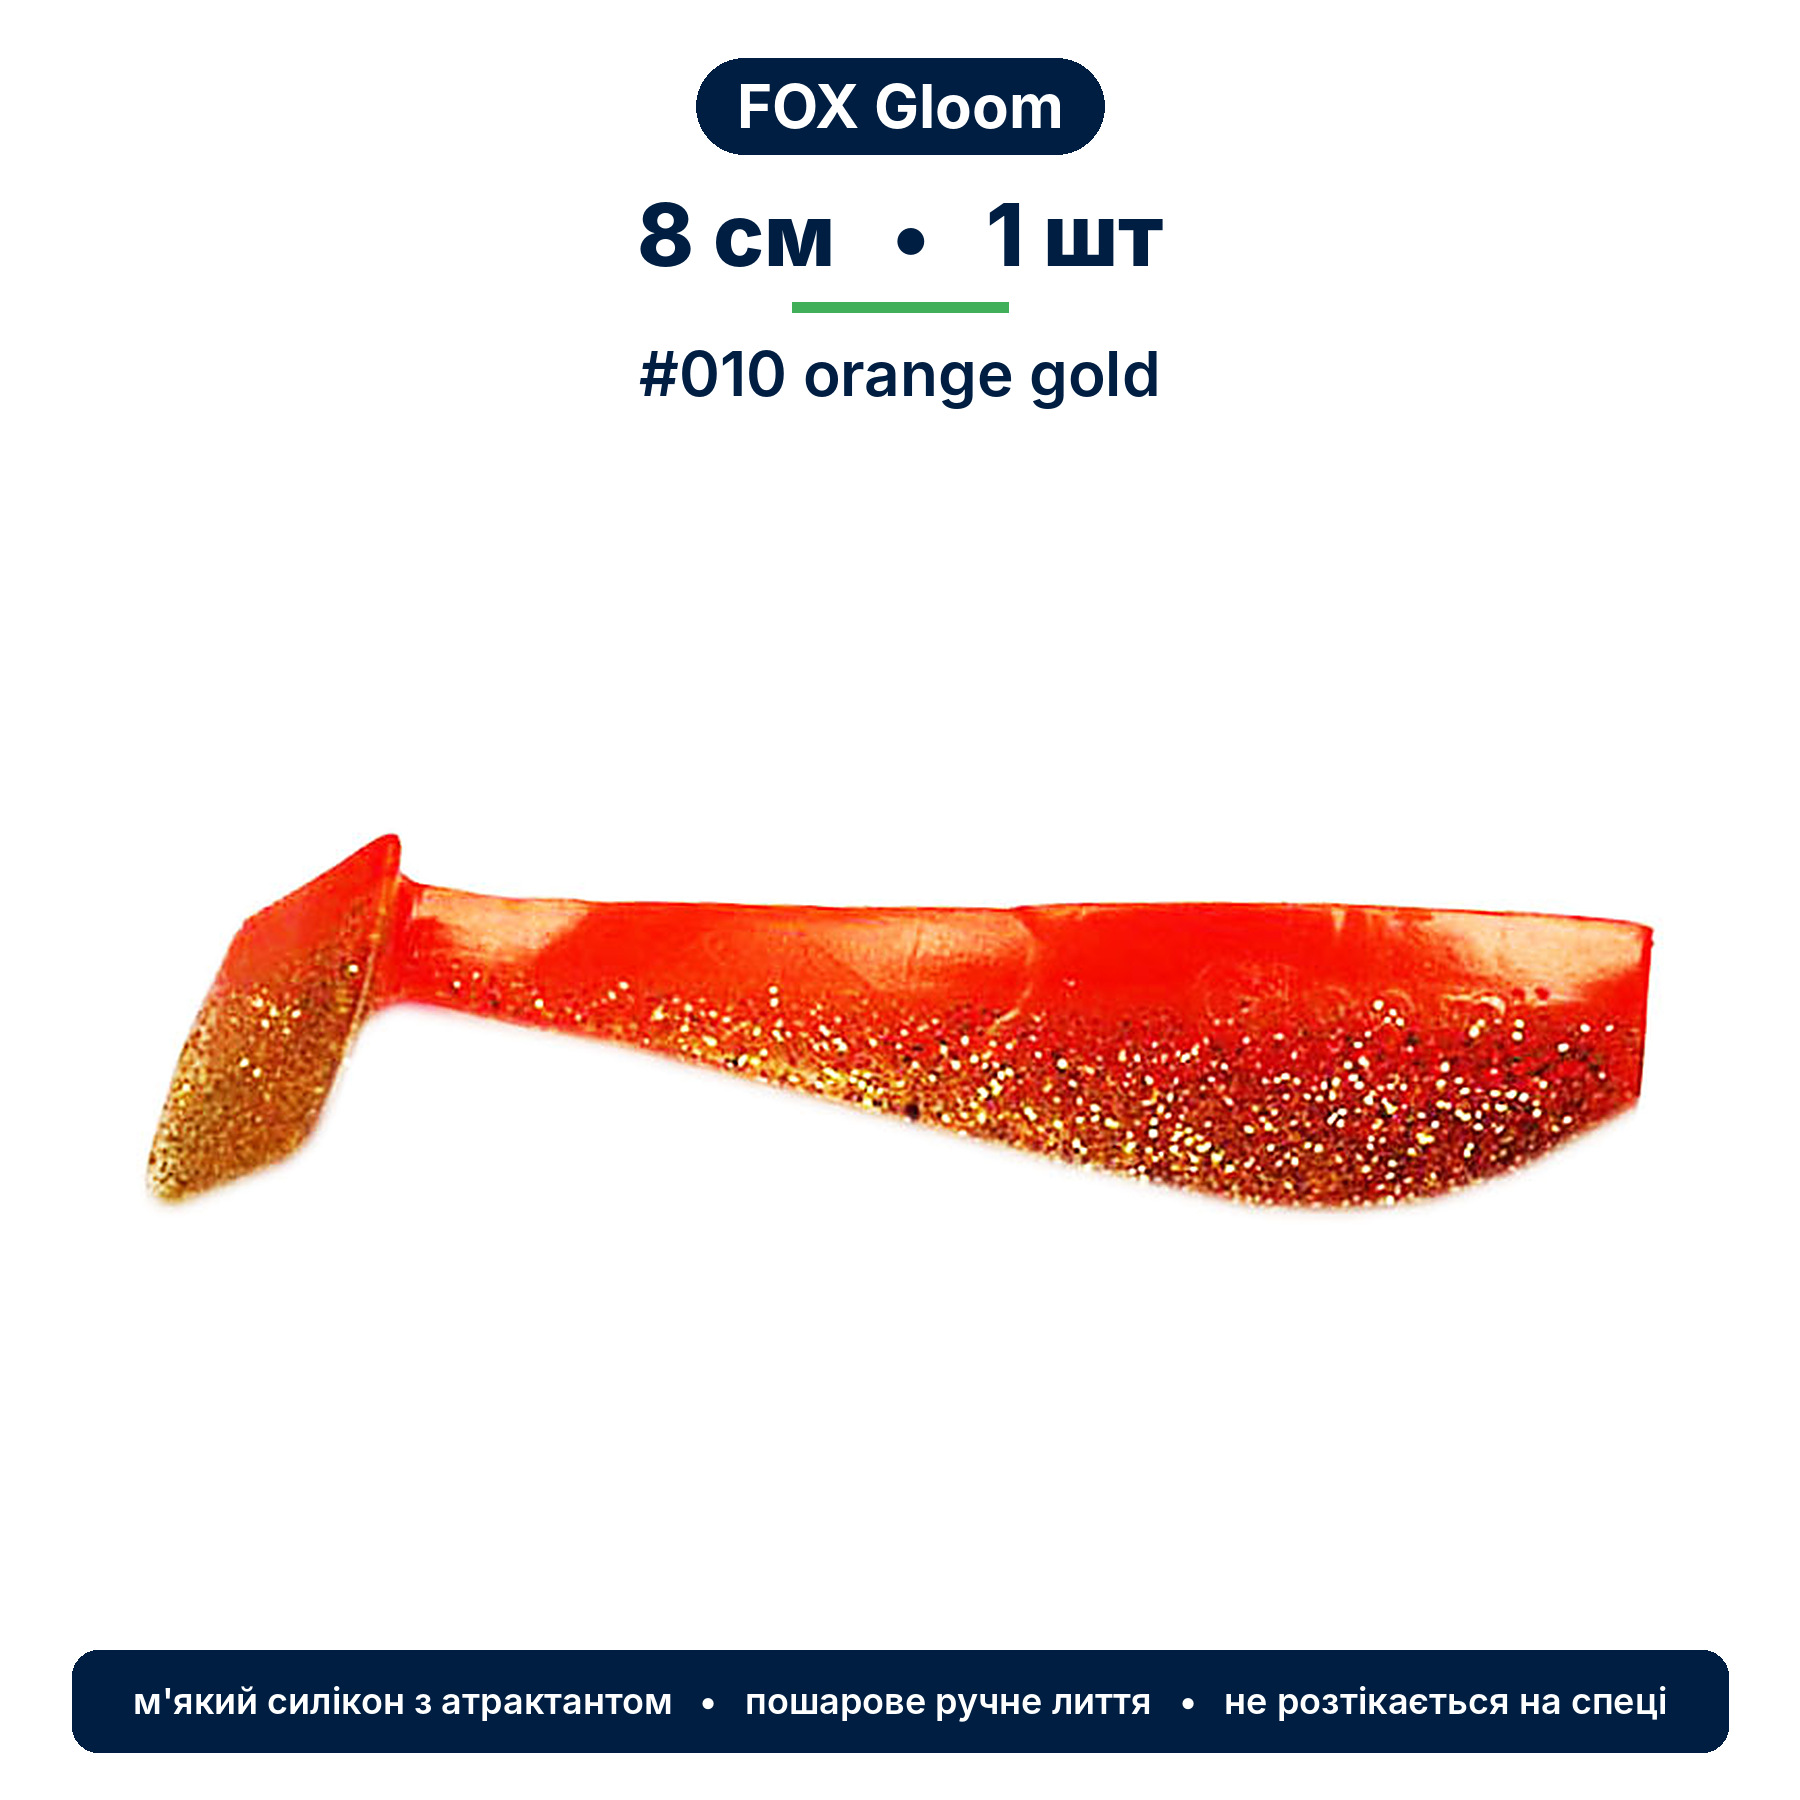 FOX Gloom
8 см • 1 шт
#010 orange gold
м'який силікон з атрактантом • пошарове ручне лиття • не розтікається на спеці